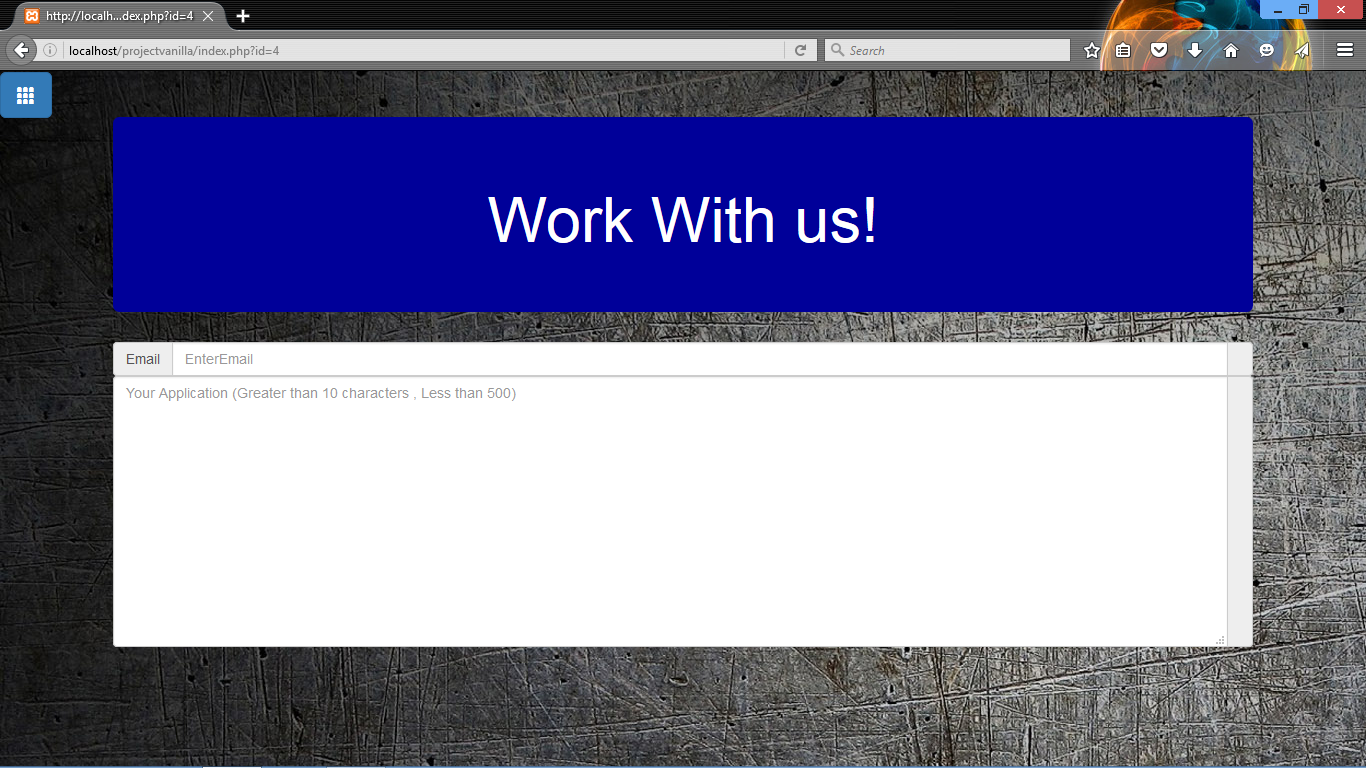 http://localh...dex.php?id=4
localhost/projectvanilla/index.php?id=4
Search
Work With us!
Email
EnterEmail
Your Application (Greater than 10 characters , Less than 500)